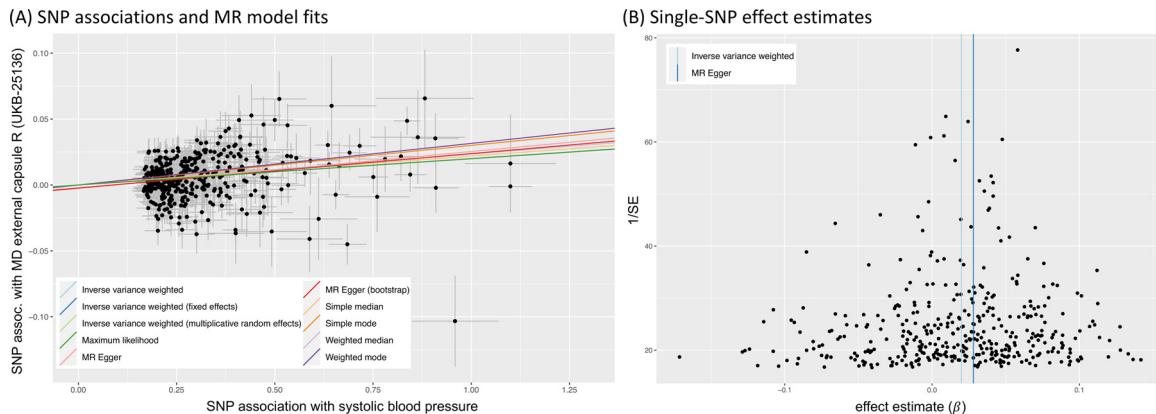 (A) SNP associations and MR model fits
SNP assoc. with MD external capsule R (UKB-25136)
0.10
0.05
0.00
-0.05
-0.10
Inverse variance weighted
Inverse variance weighted (fixed effects)
Inverse variance weighted (multiplicative random effects)
Maximum likelihood
MR Egger
MR Egger (bootstrap)
Simple median
Simple mode
Weighted median
Weighted mode
0.00 0.25 0.50 0.75 1.00 1.25
SNP association with systolic blood pressure
(B) Single-SNP effect estimates
1/SE
80
60
40
20
Inverse variance weighted
MR Egger
-0.1 0.0 0.1
effect estimate (β)